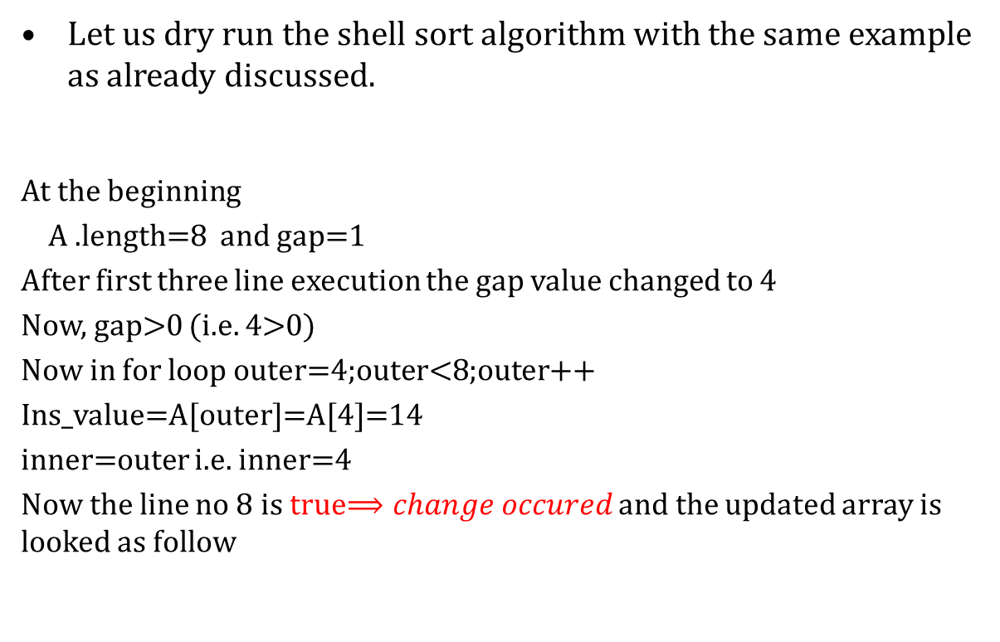 • Let us dry run the shell sort algorithm with the same example
as already discussed.
At the beginning
A .length=8 and gap=1
After first three line execution the gap value changed to 4
Now, gap>0 (i.e. 4>0)
Now in for loop outer=4;outer<8;outer++
Ins_value=A[outer]=A[4]=14
inner=outer i.e. inner=4
Now the line no 8 is true⟹ change occured and the updated array is
looked as follow